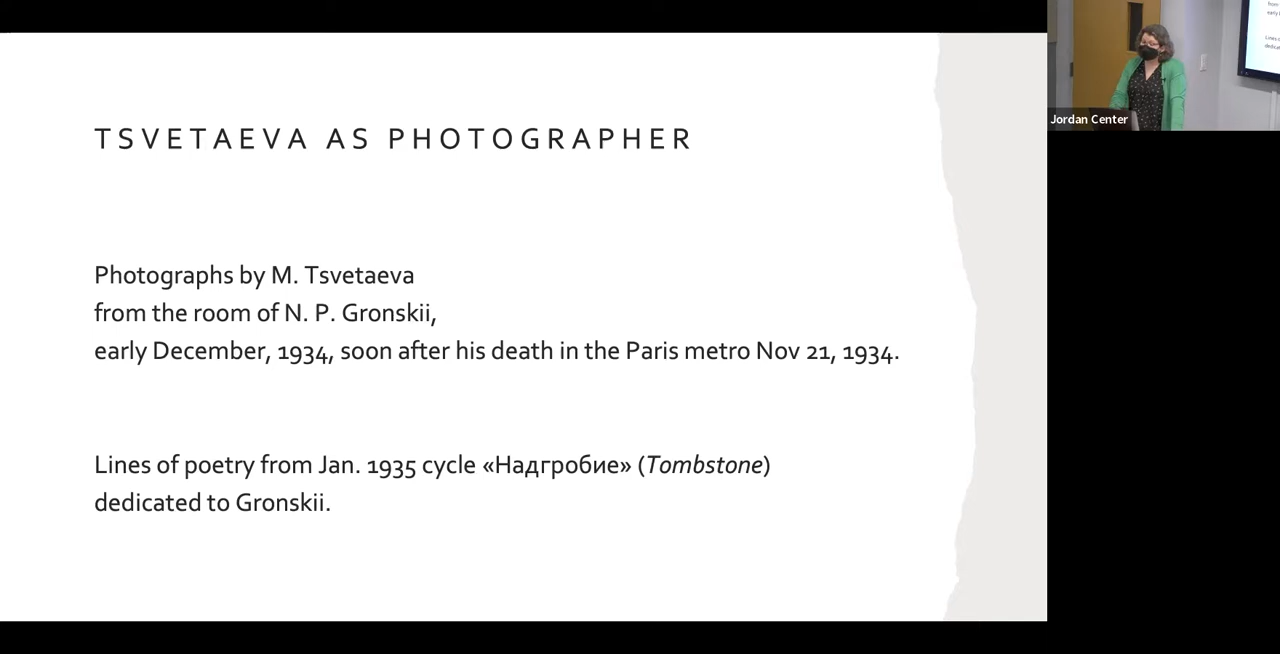 TSVETAEVA AS PHOTOGRAPHER
Photographs by M. Tsvetaeva
from the room of N. P. Gronskii,
early December, 1934, soon after his death in the Paris metro Nov 21, 1934.
Lines of poetry from Jan. 1935 cycle «Надгробие» (Tombstone)
dedicated to Gronskii.
Jordan Center